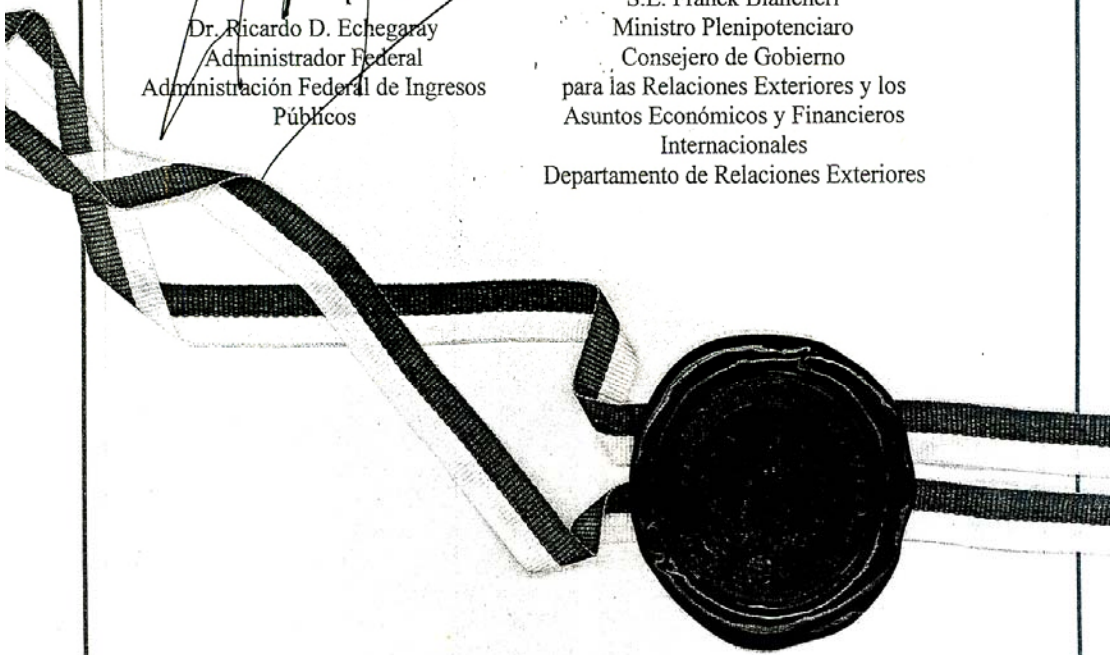 Dr. Ricardo D. Echegaray
Administrador Federal
Administración Federal de Ingresos
Públicos
S.E. Franck Biancheri
Ministro Plenipotenciaro
Consejero de Gobierno
para las Relaciones Exteriores y los
Asuntos Económicos y Financieros
Internacionales
Departamento de Relaciones Exteriores